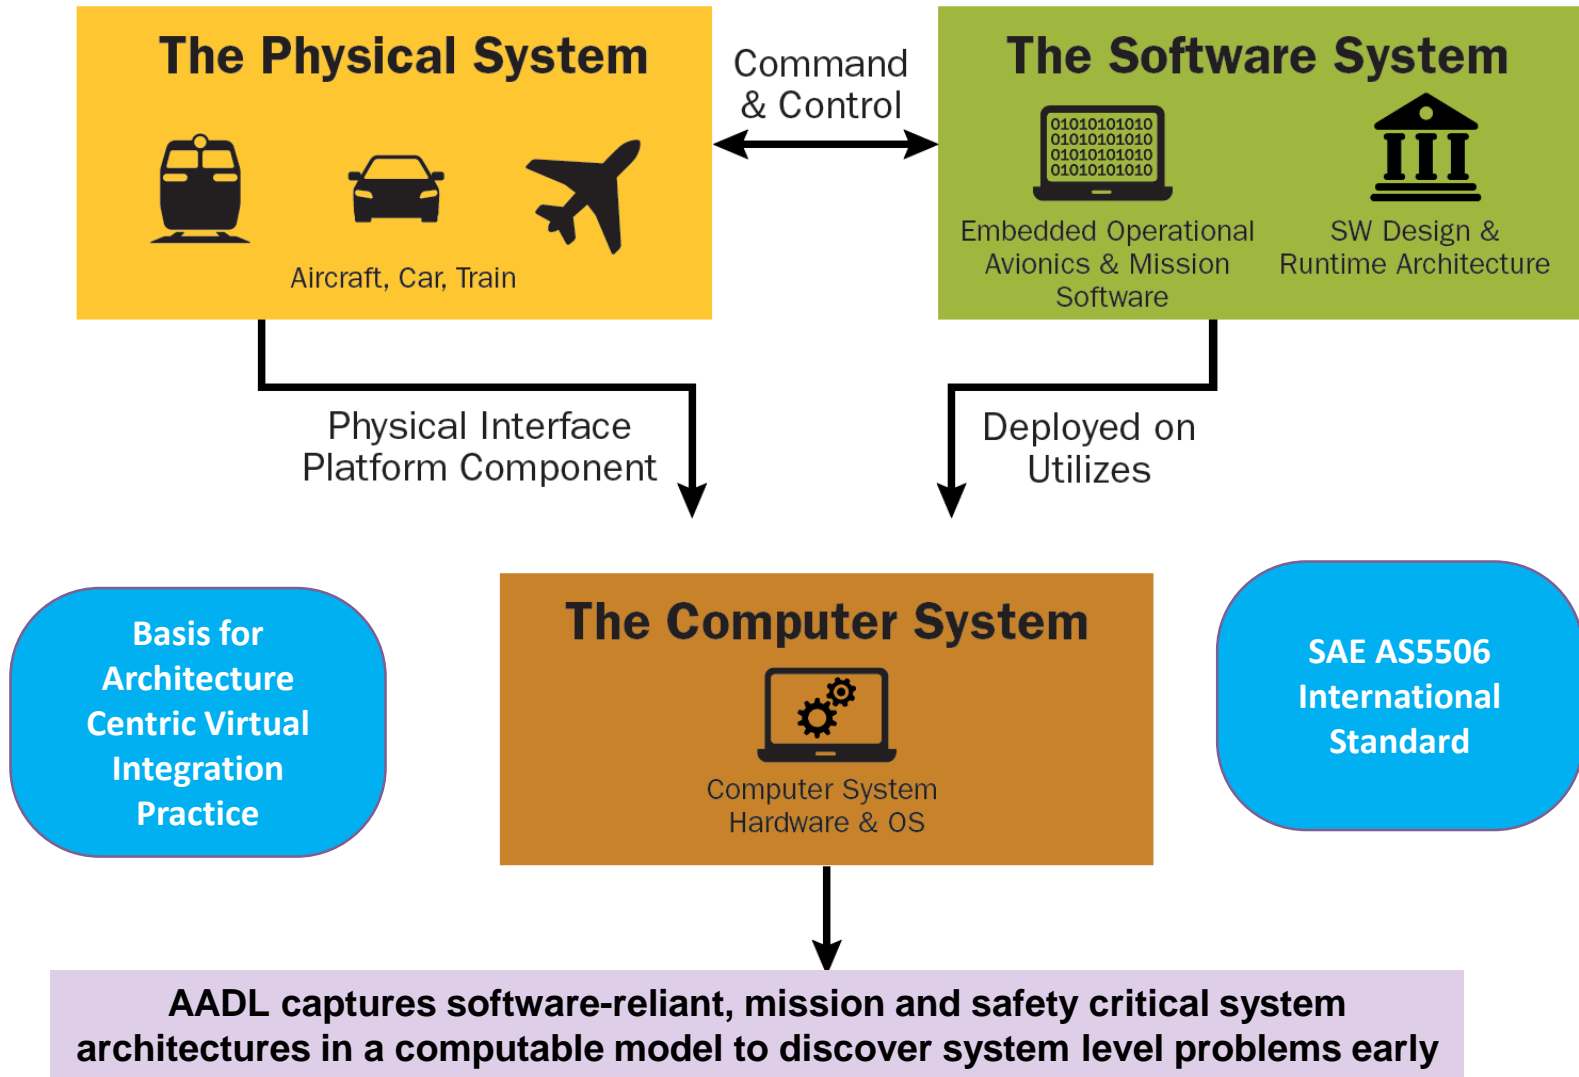 The Physical System
Aircraft, Car, Train
Command
& Control
The Software System
01010101010
01010101010
01010101010
01010101010
Embedded Operational
Avionics & Mission
Software
SW Design &
Runtime Architecture
Physical Interface
Platform Component
Deployed on
Utilizes
Basis for
Architecture
Centric Virtual
Integration
Practice
The Computer System
Computer System
Hardware & OS
SAE AS5506
International
Standard
AADL captures software-reliant, mission and safety critical system
architectures in a computable model to discover system level problems early